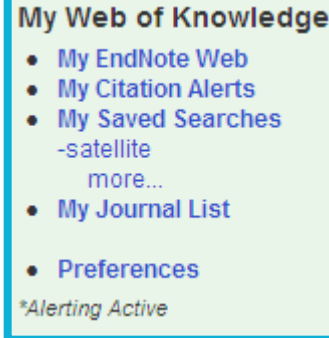 My Web of Knowledge
• My EndNote Web
• My Citation Alerts
• My Saved Searches
-satellite
more...
• My Journal List
• Preferences
*Alerting Active